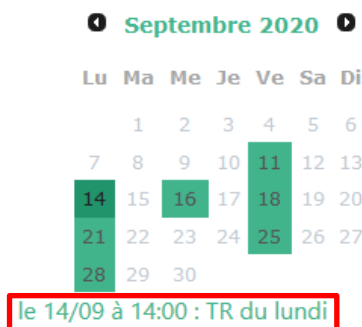 Septembre 2020
Lu Ma Me Je Ve Sa Di
1 2 3 4 5 6
7 8 9 10 11 12 13
14 15 16 17 18 19 20
21 22 23 24 25 26 27
28 29 30
le 14/09 à 14:00 : TR du lundi